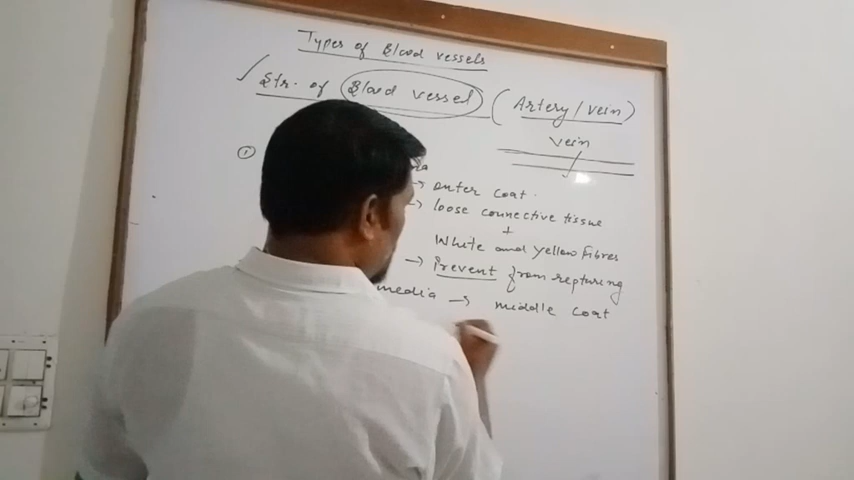 Types of Blood vessels
Str. of Blood vessel (Artery/vein)
vein
①
→ outer coat.
→ loose connective tissue
+
White and yellow fibres
→ Prevent from repturing
media → middle coat